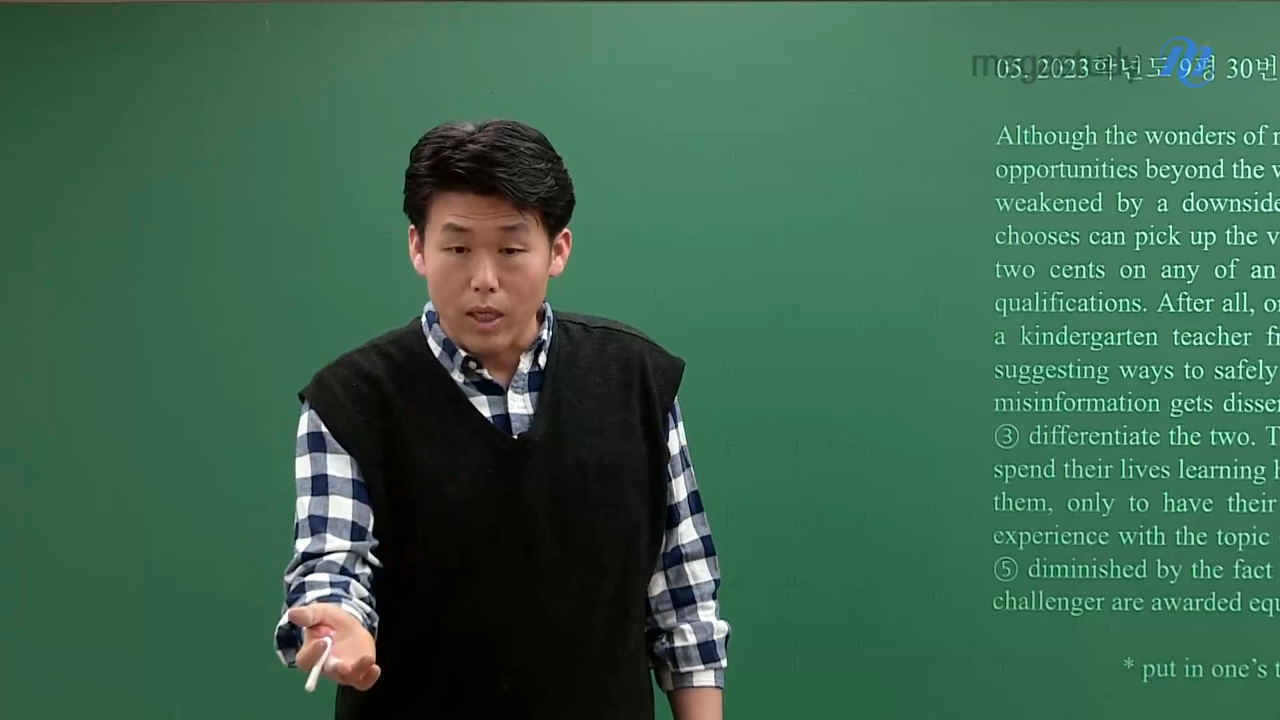 megastudy M
05. 2023학년도 9평 30번
Although the wonders of
opportunities beyond the
weakened by a downside
chooses can pick up the
two cents on any of an
qualifications. After all,
a kindergarten teacher
suggesting ways to safely
misinformation gets
③ differentiate the two.
spend their lives learning
them, only to have their
experience with the topic
⑤ diminished by the fact
challenger are awarded
* put in one's